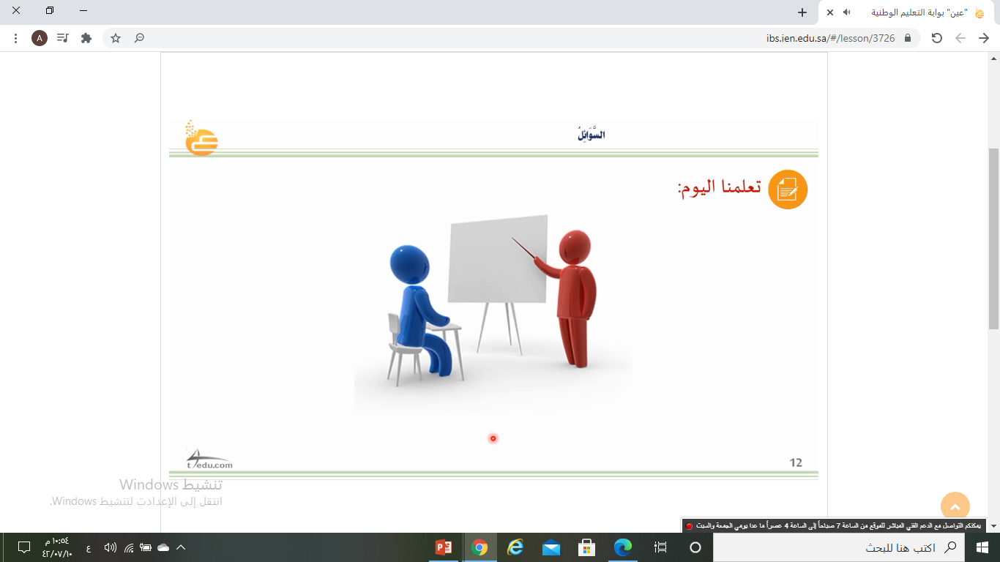 "عين" بوابة التعليم الوطنية
ibs.ien.edu.sa/#/lesson/3726
A
السَّوَائِلُ
تعلمنا اليوم:
t4edu.com
12
تنشيط Windows
انتقل إلى الإعدادت لتنشيط Windows.
يمكنكم التواصل مع الدعم الفني المباشر للموقع من الساعة 7 صباحاً إلى الساعة 4 عصراً ما عدا يومي الجمعة والسبت
اكتب هنا للبحث
ع
١٠:٥٤ م
٤٢/٠٧/١٠